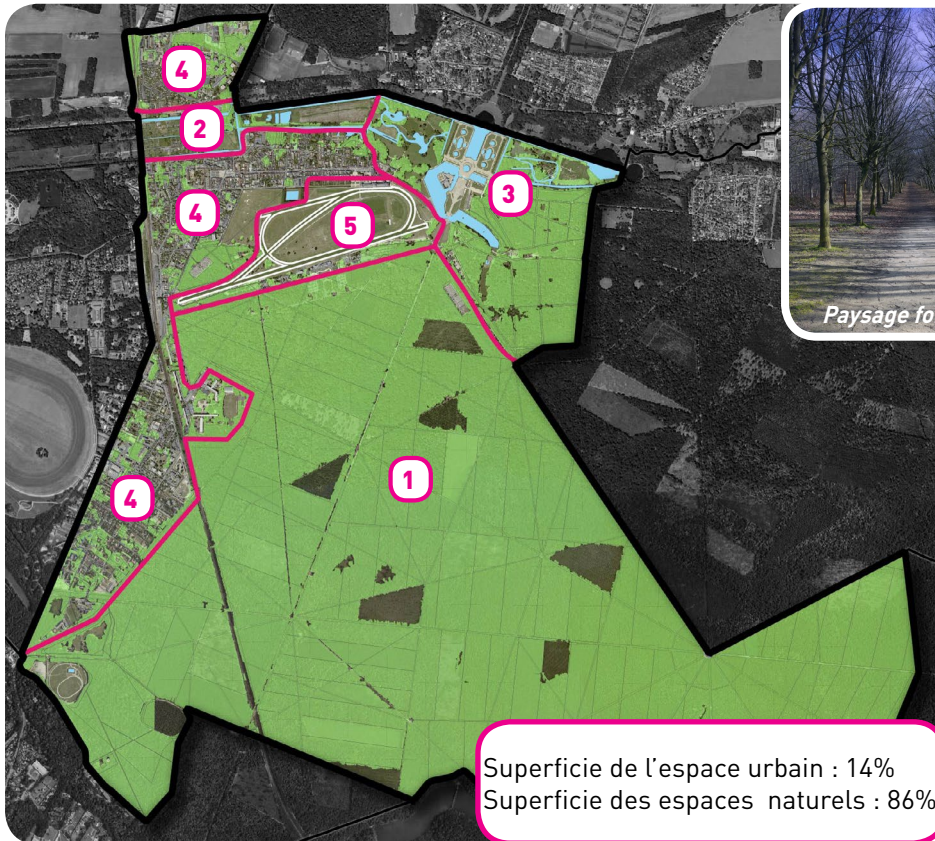 4
2
4
3
5
1
4
Paysage fo
Superficie de l'espace urbain : 14%
Superficie des espaces naturels : 86%